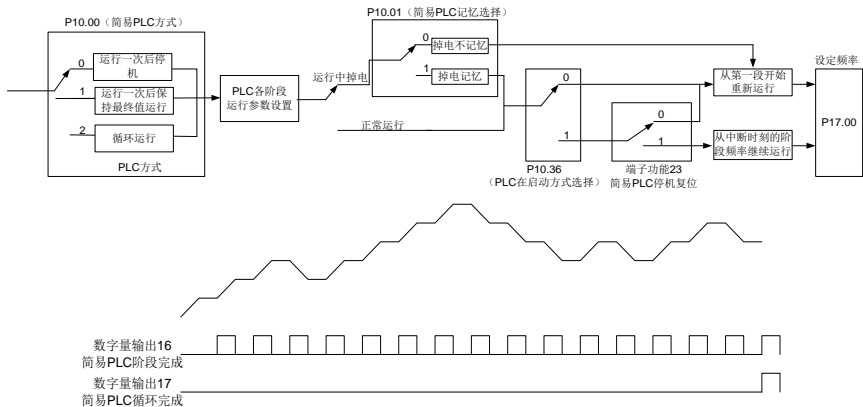 P10.00（简易PLC方式）
0
运行一次后停
机
1
运行一次后保
持最终值运行
2
循环运行
PLC方式
PLC各阶段
运行参数设置
运行中掉电
正常运行
P10.01（简易PLC记忆选择）
0
掉电不记忆
1
掉电记忆
0
1
P10.36
（PLC在启动方式选择）
0
1
端子功能23
简易PLC停机复位
从第一段开始
重新运行
从中断时刻的阶
段频率继续运行
设定频率
P17.00
数字量输出16
简易PLC阶段完成
数字量输出17
简易PLC循环完成